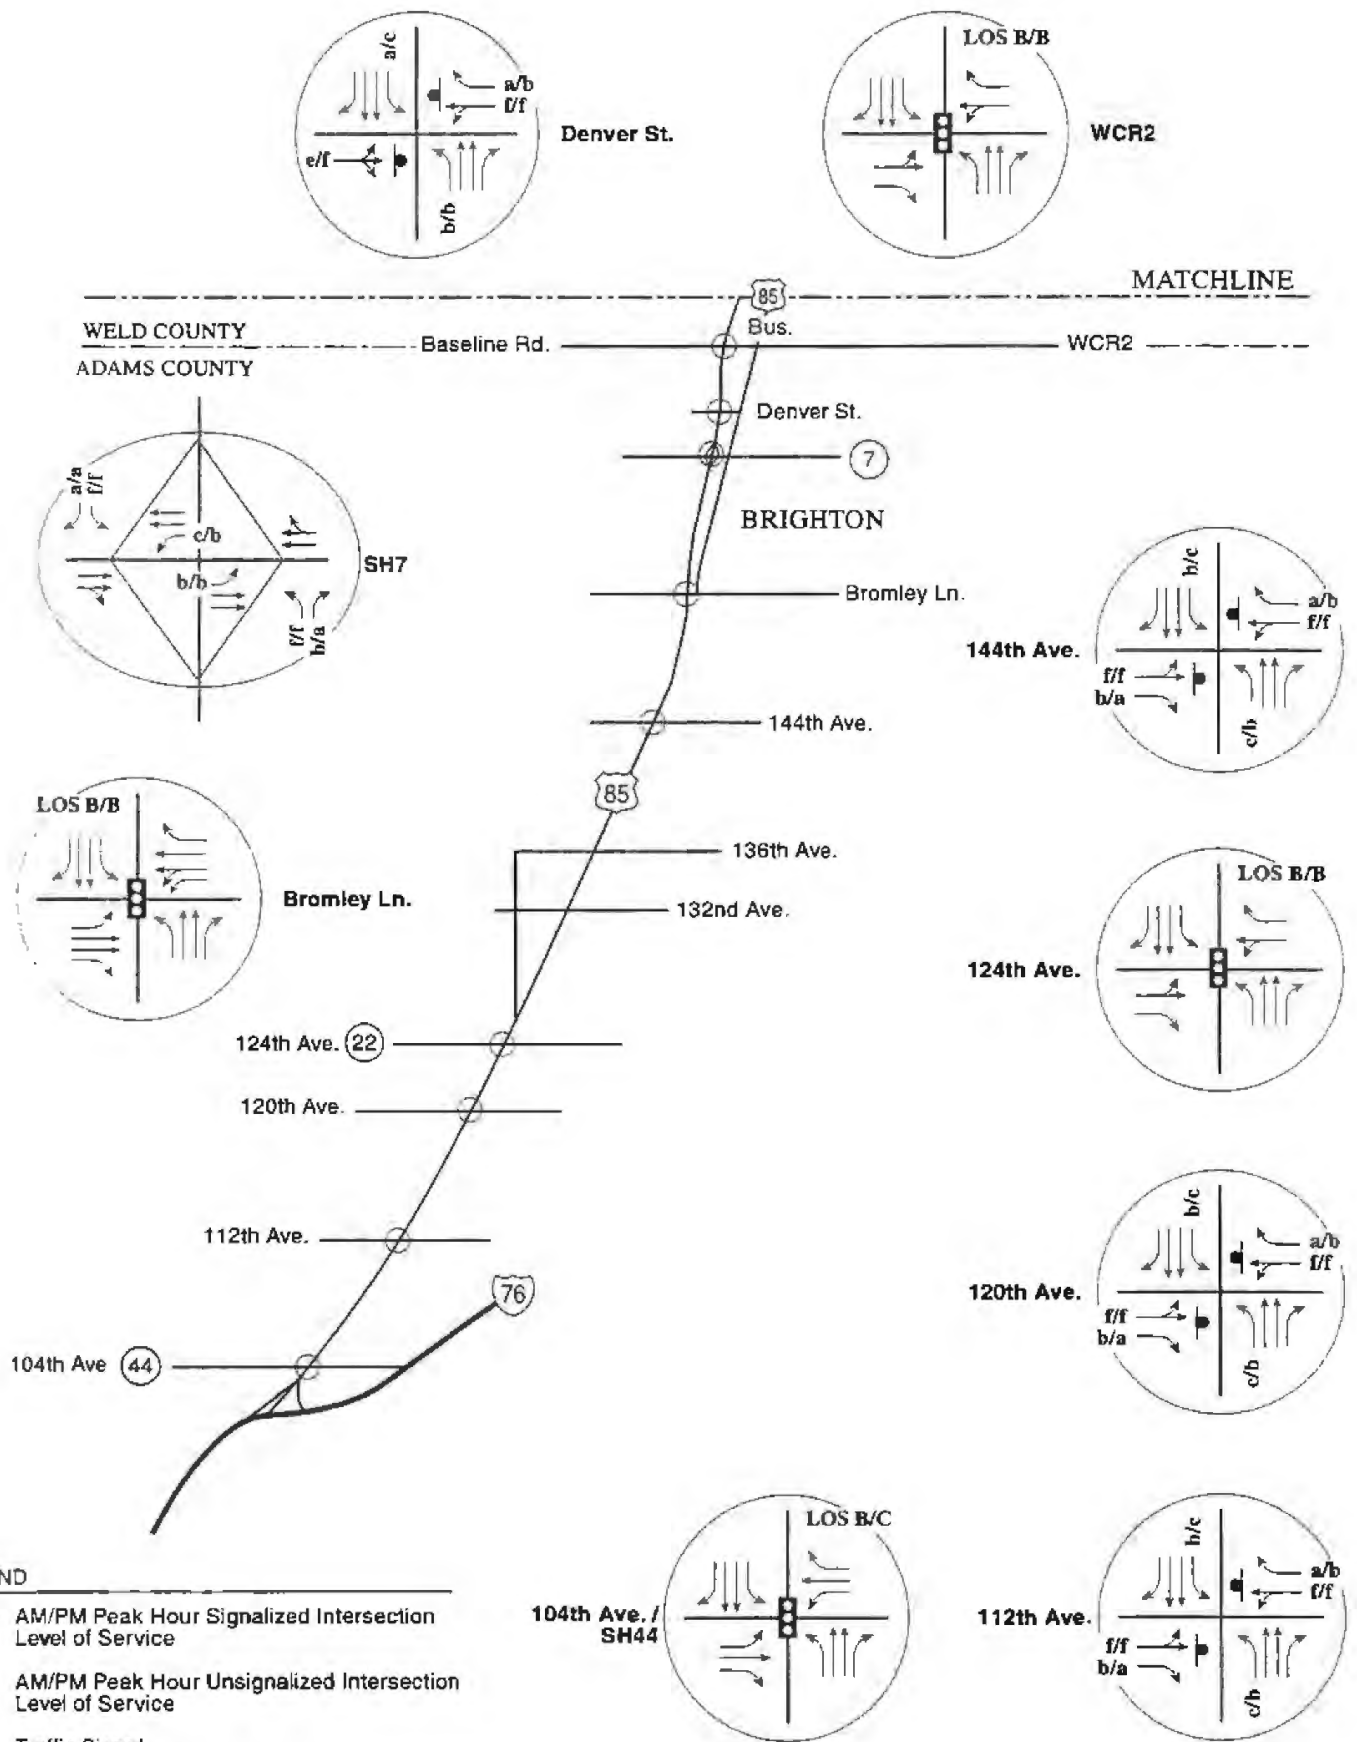 a/c
a/b
f/f
e/f
b/b
Denver St.
LOS B/B
WCR2
MATCHLINE
85
Bus.
WELD COUNTY
Baseline Rd.
WCR2
ADAMS COUNTY
Denver St.
7
a/a
f/f
c/b
b/b
f/f
b/a
SH7
BRIGHTON
Bromley Ln.
144th Ave.
b/c
a/b
f/f
f/f
b/a
c/b
144th Ave.
85
LOS B/B
Bromley Ln.
136th Ave.
132nd Ave.
124th Ave.
LOS B/B
124th Ave. 22
120th Ave.
120th Ave.
b/c
a/b
f/f
f/f
b/a
c/b
112th Ave.
76
104th Ave 44
104th Ave. /
SH44
LOS B/C
112th Ave.
b/c
a/b
f/f
f/f
b/a
c/b
ND
AM/PM Peak Hour Signalized Intersection
Level of Service
AM/PM Peak Hour Unsignalized Intersection
Level of Service